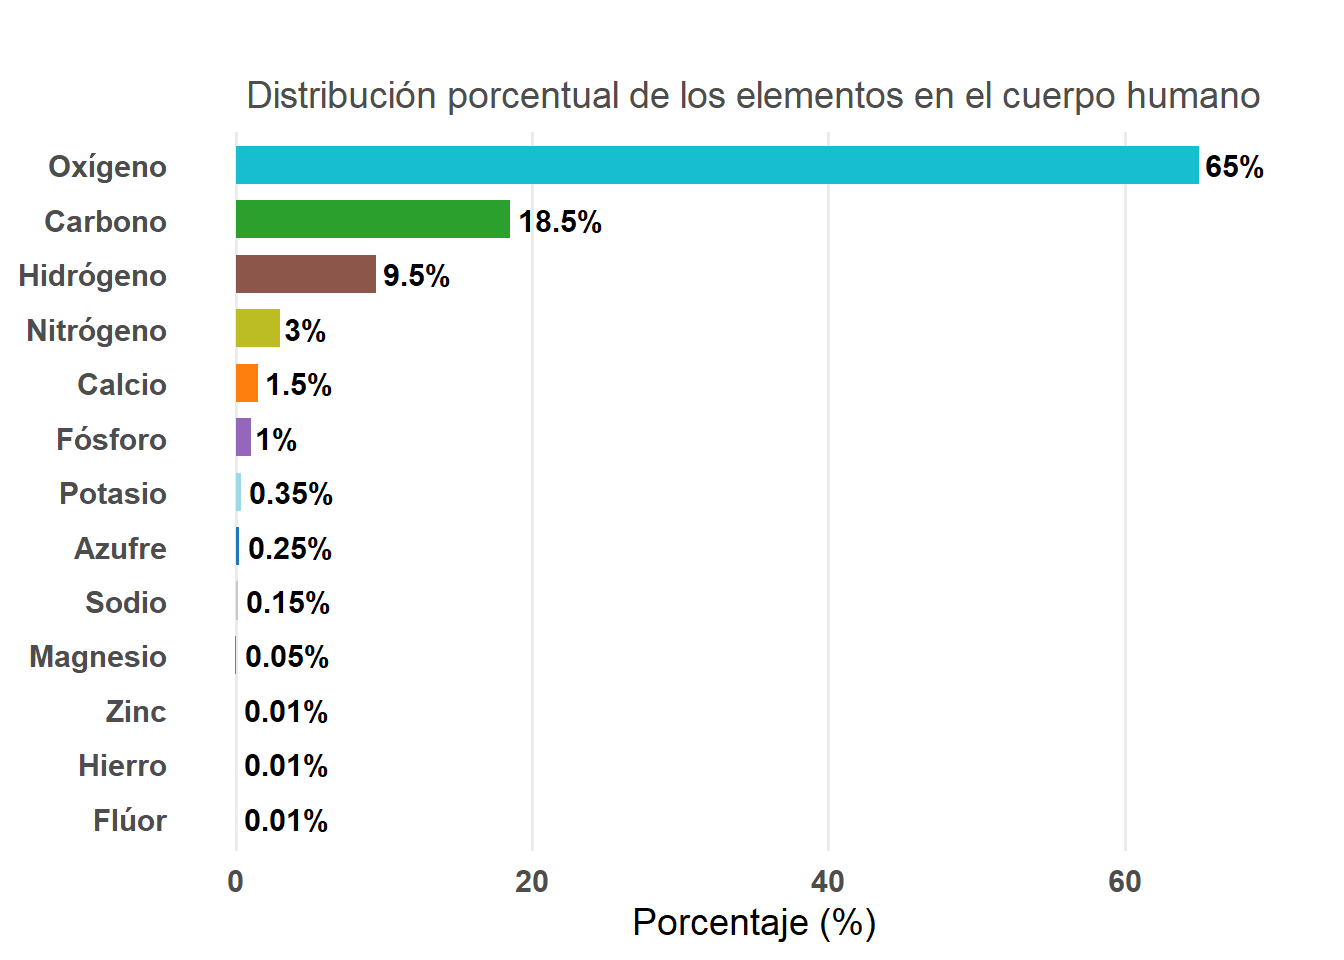 Distribución porcentual de los elementos en el cuerpo humano
Oxígeno 65%
Carbono 18.5%
Hidrógeno 9.5%
Nitrógeno 3%
Calcio 1.5%
Fósforo 1%
Potasio 0.35%
Azufre 0.25%
Sodio 0.15%
Magnesio 0.05%
Zinc 0.01%
Hierro 0.01%
Flúor 0.01%
0 20 40 60
Porcentaje (%)